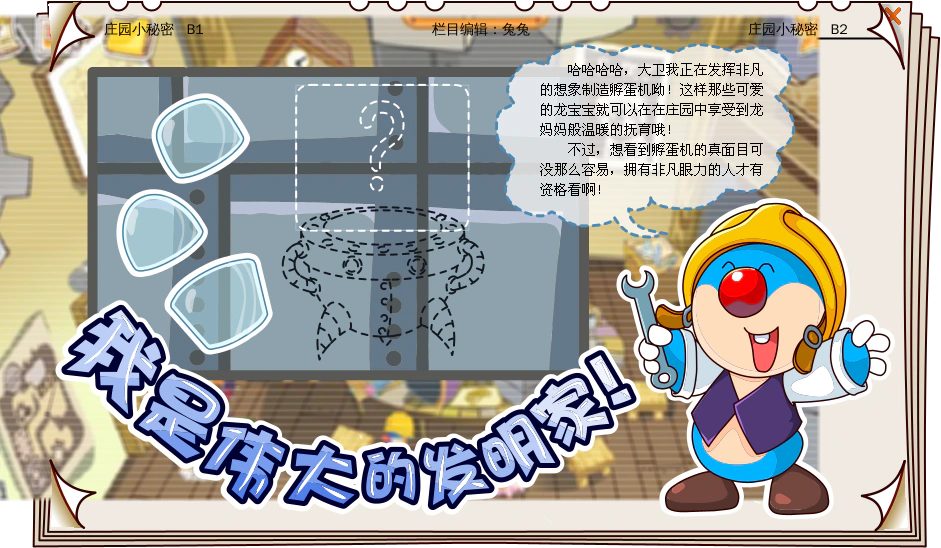 庄园小秘密 B1
栏目编辑：兔兔
庄园小秘密 B2
哈哈哈哈，大卫我正在发挥非凡
的想象制造孵蛋机呦！这样那些可爱
的龙宝宝就可以在在庄园中享受到龙
妈妈般温暖的抚育哦！
不过，想看到孵蛋机的真面目可
没那么容易，拥有非凡眼力的人才有
资格看啊！
?
我是伟大的发明家!